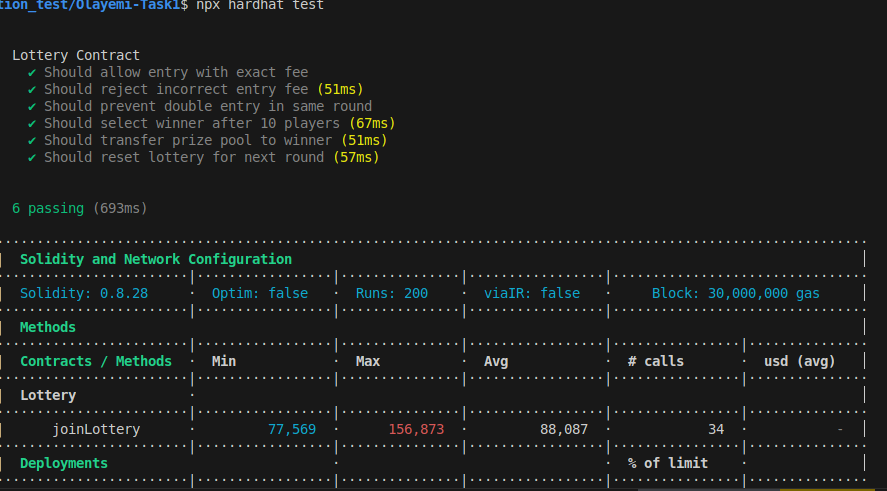 tion_test/Olayemi-Task1$ npx hardhat test
Lottery Contract
✔ Should allow entry with exact fee
✔ Should reject incorrect entry fee (51ms)
✔ Should prevent double entry in same round
✔ Should select winner after 10 players (67ms)
✔ Should transfer prize pool to winner (51ms)
✔ Should reset lottery for next round (57ms)
6 passing (693ms)
| Solidity and Network Configuration |
| Solidity: 0.8.28 · Optim: false · Runs: 200 · viaIR: false · Block: 30,000,000 gas |
| Methods |
| Contracts / Methods · Min · Max · Avg · # calls · usd (avg) |
| Lottery · |
| joinLottery · 77,569 · 156,873 · 88,087 · 34 · - |
| Deployments · · % of limit · |